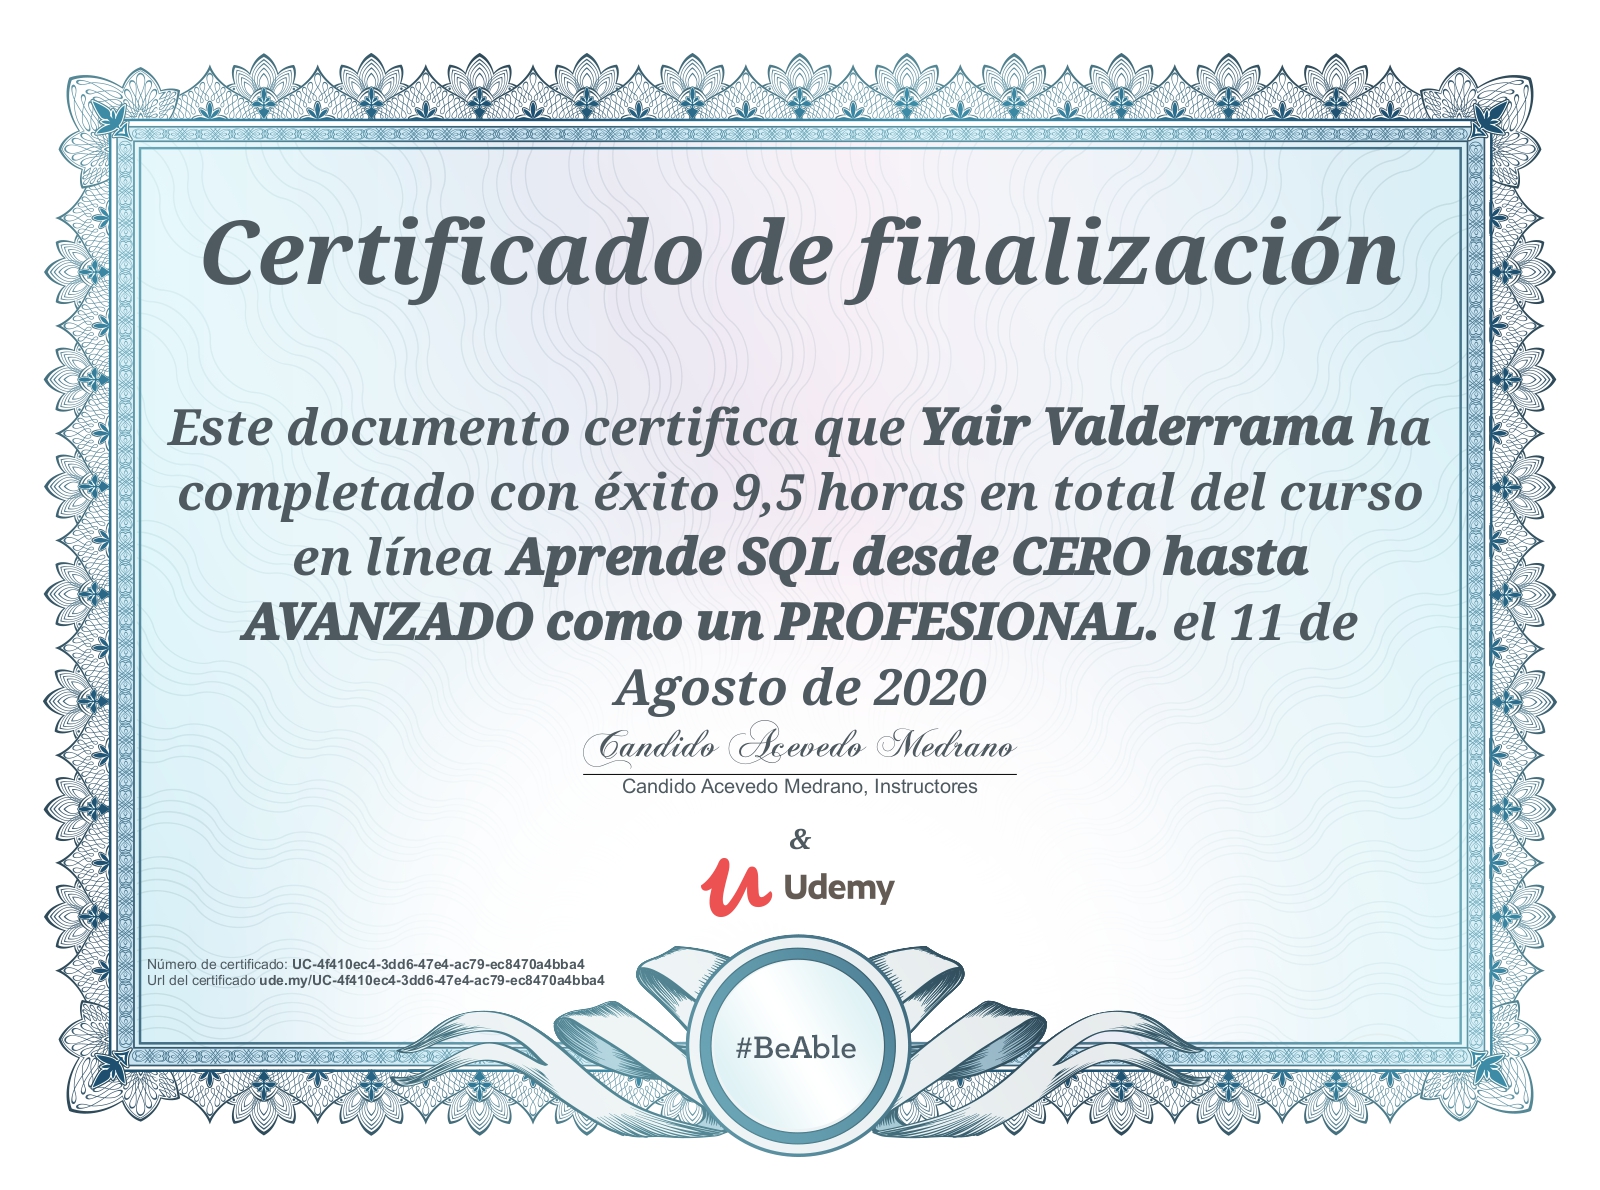 Certificado de finalización
Este documento certifica que Yair Valderrama ha
completado con éxito 9,5 horas en total del curso
en línea Aprende SQL desde CERO hasta
AVANZADO como un PROFESIONAL. el 11 de
Agosto de 2020
Candido Acevedo Medrano
Candido Acevedo Medrano, Instructores
&
Udemy
Número de certificado: UC-4f410ec4-3dd6-47e4-ac79-ec8470a4bba4
Url del certificado ude.my/UC-4f410ec4-3dd6-47e4-ac79-ec8470a4bba4
#BeAble